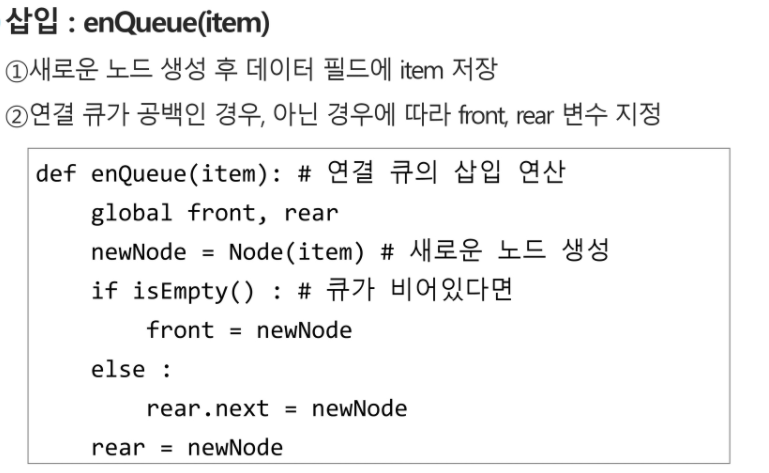 삽입 : enQueue(item)
①새로운 노드 생성 후 데이터 필드에 item 저장
②연결 큐가 공백인 경우, 아닌 경우에 따라 front, rear 변수 지정
def enQueue(item): # 연결 큐의 삽입 연산
    global front, rear
    newNode = Node(item) # 새로운 노드 생성
    if isEmpty() : # 큐가 비어있다면
        front = newNode
    else :
        rear.next = newNode
    rear = newNode